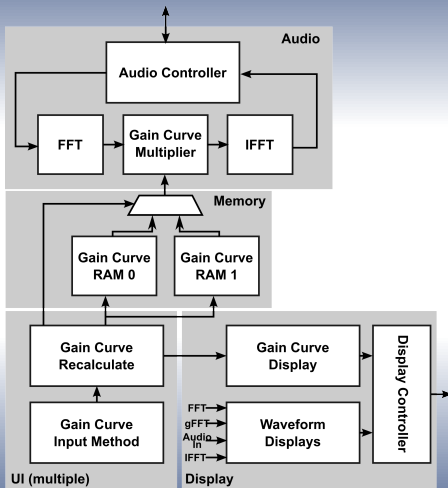 Audio
Audio Controller
FFT
Gain Curve
Multiplier
IFFT
Memory
Gain Curve
RAM 0
Gain Curve
RAM 1
Gain Curve
Recalculate
Gain Curve
Display
Display Controller
Gain Curve
Input Method
FFT
gFFT
Audio
In
IFFT
Waveform
Displays
UI (multiple)
Display